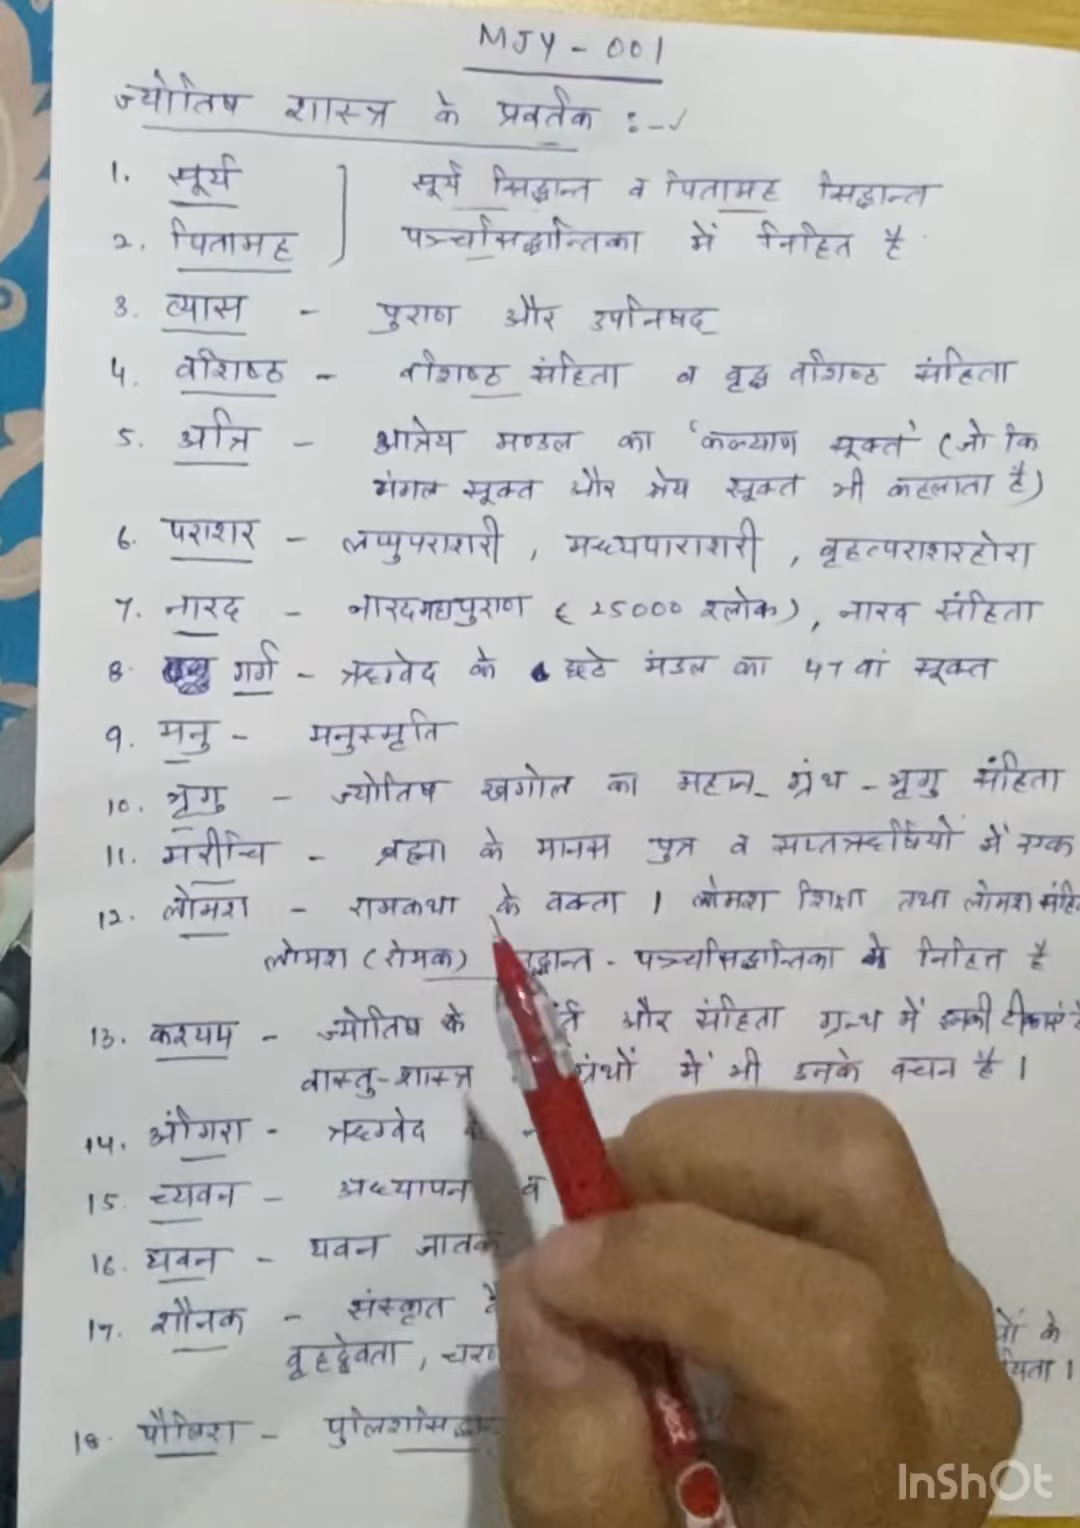 MJY - 001
ज्योतिष शास्त्र के प्रवर्तक :-✓
1. सूर्य सूर्य सिद्धान्त व पितामह सिद्धान्त
2. पितामह पञ्चसिद्धान्तिका में निहित है
3. व्यास - पुराण और उपनिषद
4. वशिष्ठ - वशिष्ठ संहिता व वृद्ध वशिष्ठ संहिता
5. अत्रि - आत्रेय मण्डल का 'कल्याण सूक्त' (जो कि
मंगल सूक्त और श्रेय सूक्त भी कहलाता है)
6. पराशर - लघुपराशरी, मध्यपाराशरी, वृहत्पराशरहोरा
7. नारद - नारदमहापुराण (25000 श्लोक), नारद संहिता
8. गर्ग - ऋग्वेद के छठे मंडल का 47 वां सूक्त
9. मनु - मनुस्मृति
10. भृगु - ज्योतिष खगोल का महान ग्रंथ - भृगु संहिता
11. मरीचि - ब्रह्मा के मानस पुत्र व सप्तऋर्षियों में एक
12. लोमश - रामकथा के वक्ता । लोमश शिक्षा तथा लोमश
लोमश (रोमक) - पञ्चसिद्धान्तिका में निहित है
13. कश्यप - ज्योतिष के और संहिता ग्रन्थ में इनकी
वास्तु-शास्त्र ग्रंथों में भी उनके वचन है ।
14. अंगिरा - ऋग्वेद
15. च्यवन - अध्यापन व
16. यवन - यवन जातक
17. शौनक - संस्कृत के
वृहद्देवता,
18. पौलिश -
InShOt